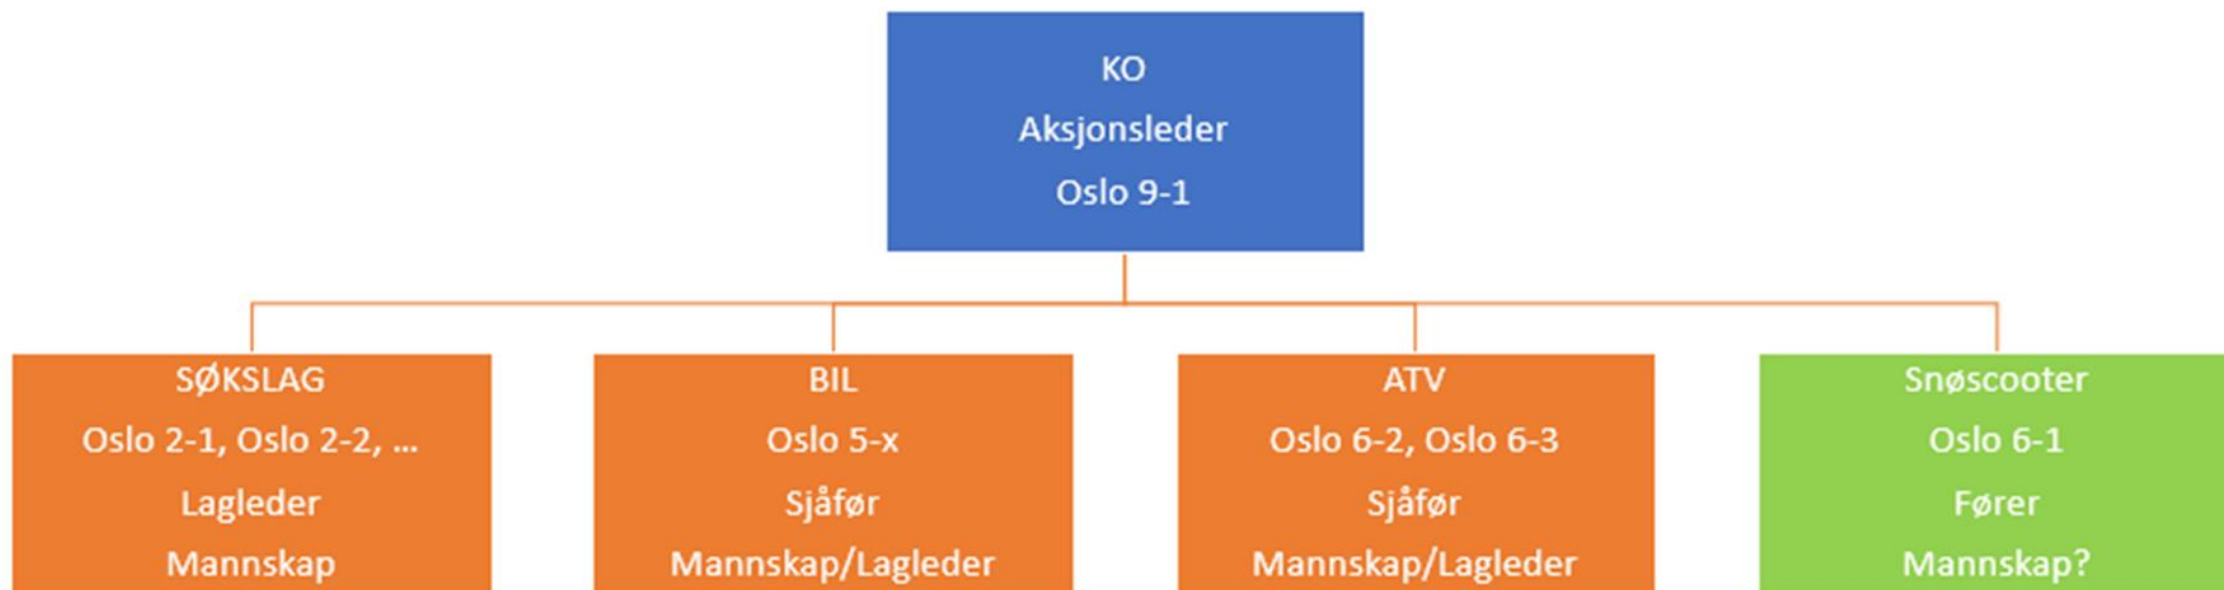 KO
Aksjonsleder
Oslo 9-1
SØKSLAG
Oslo 2-1, Oslo 2-2, ...
Lagleder
Mannskap
BIL
Oslo 5-x
Sjåfør
Mannskap/Lagleder
ATV
Oslo 6-2, Oslo 6-3
Sjåfør
Mannskap/Lagleder
Snøscooter
Oslo 6-1
Fører
Mannskap?